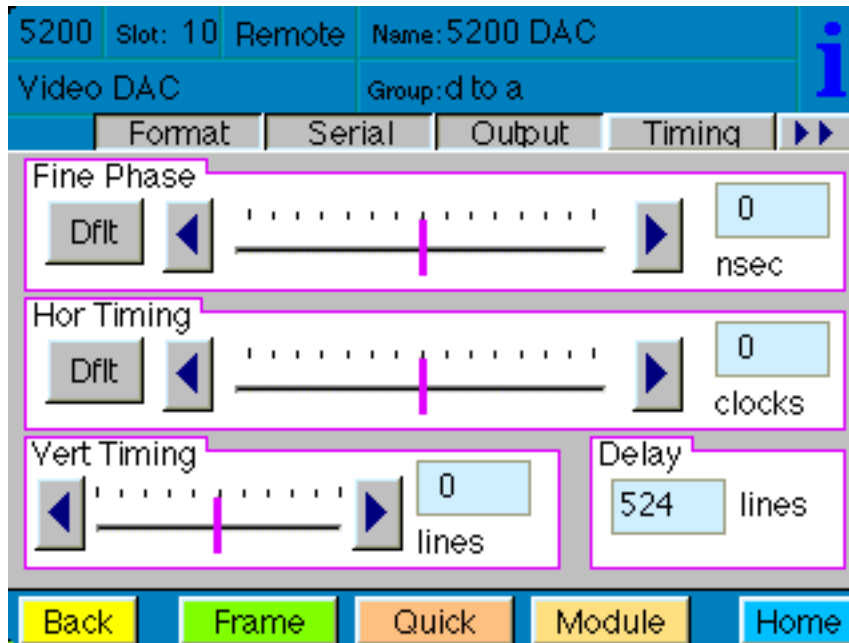 5200 Slot: 10 Remote Name: 5200 DAC i
Video DAC Group: d to a
Format Serial Output Timing
Fine Phase
Dflt 0
nsec
Hor Timing
Dflt 0
clocks
Vert Timing Delay
0 524 lines
lines
Back Frame Quick Module Home